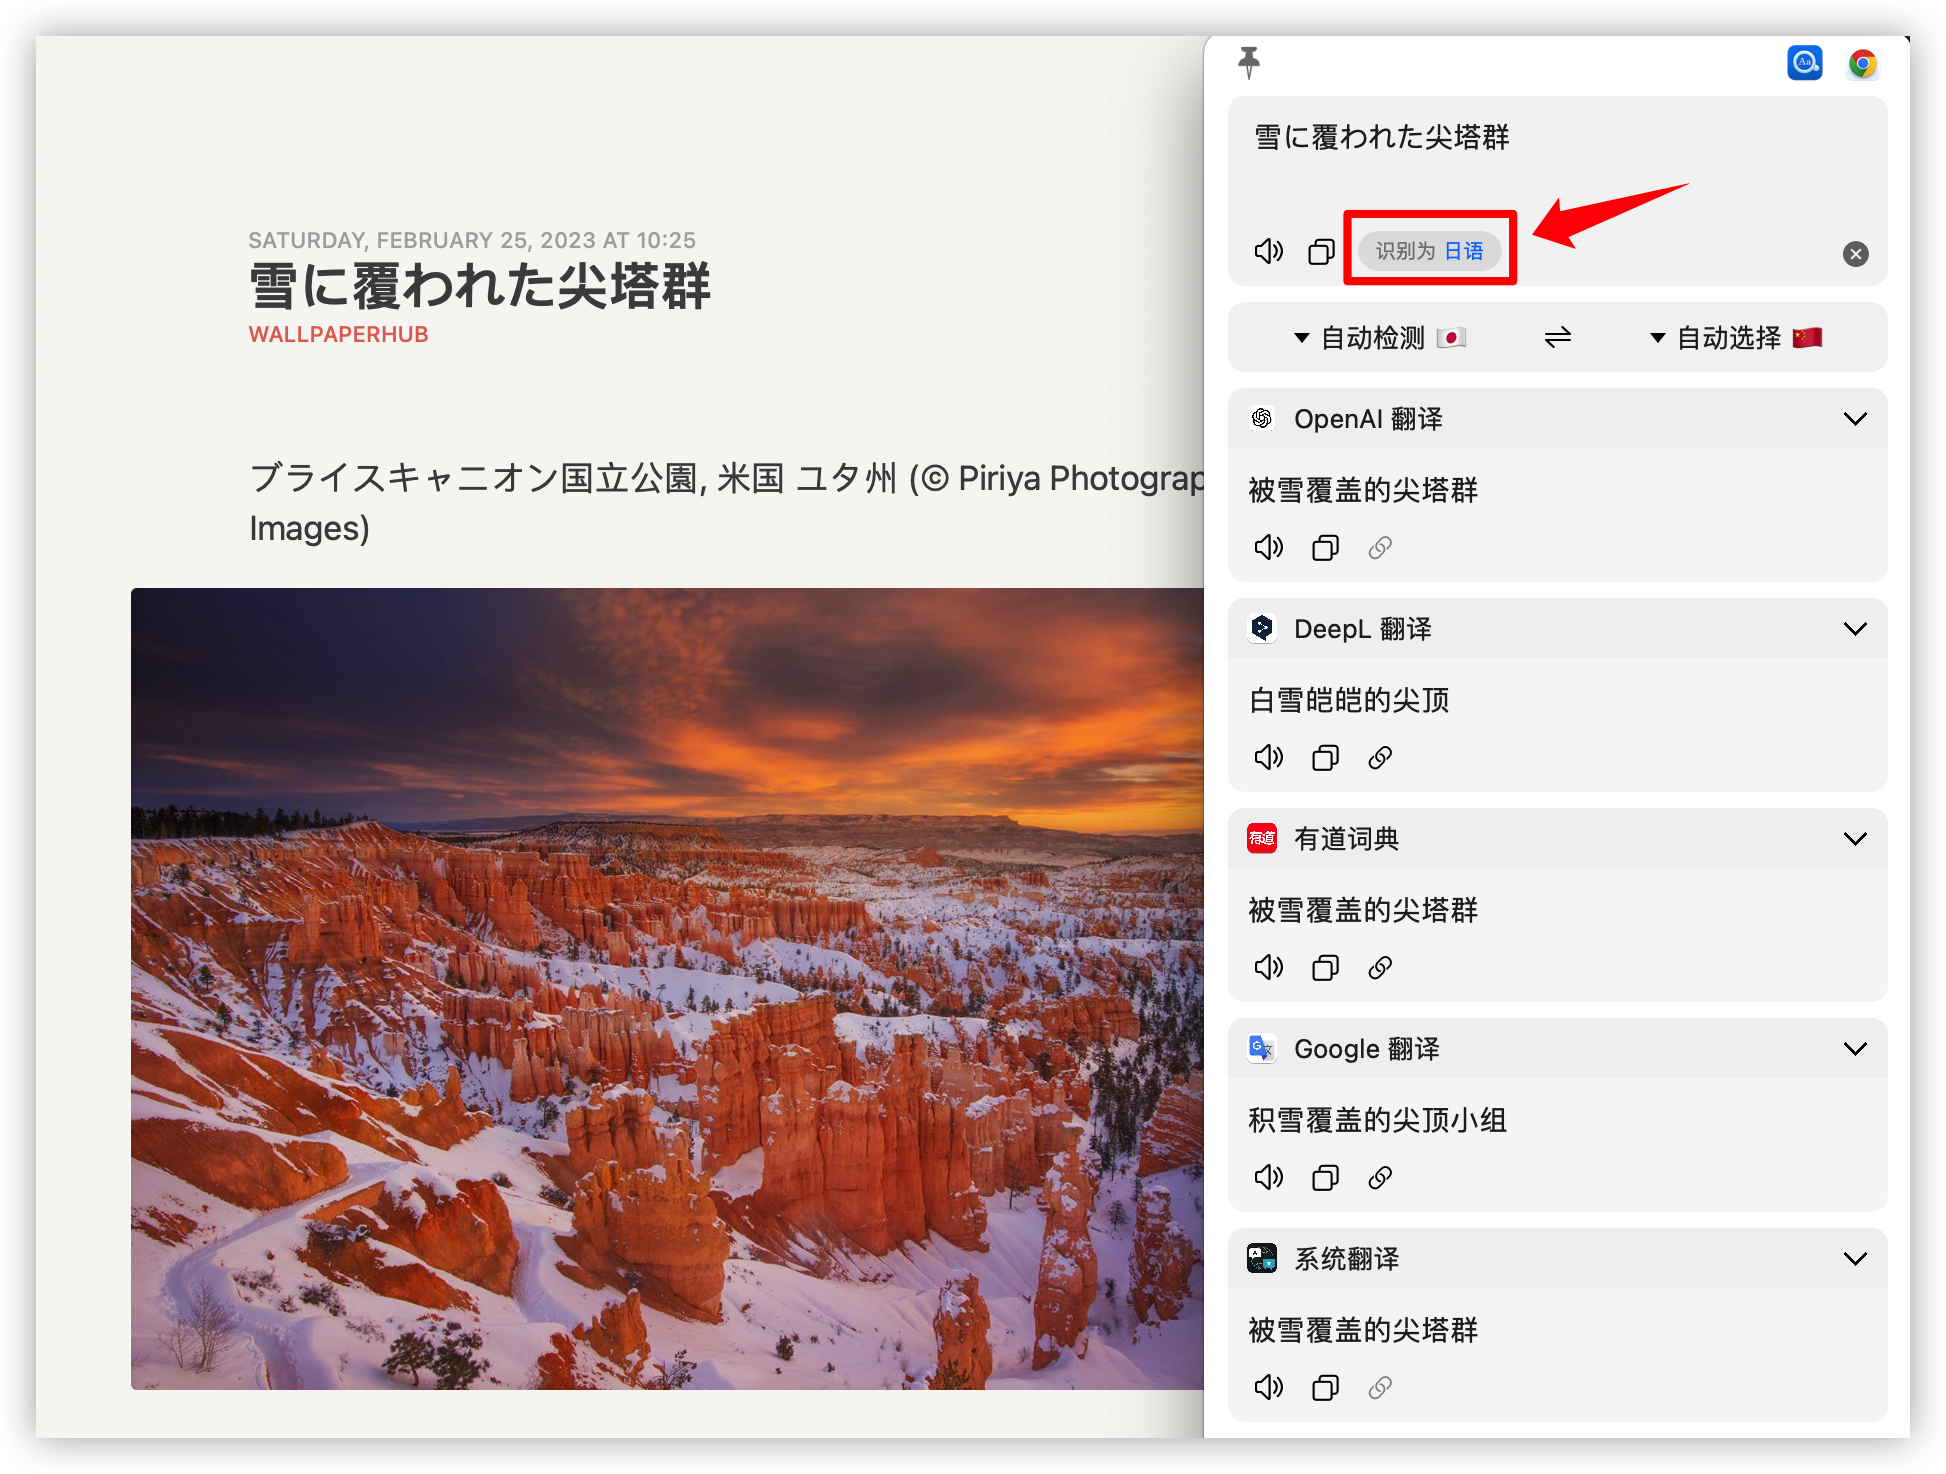 SATURDAY, FEBRUARY 25, 2023 AT 10:25
雪に覆われた尖塔群
WALLPAPERHUB
ブライスキャニオン国立公園, 米国 ユタ州 (© Piriya Photograp
Images)
雪に覆われた尖塔群
识别为 日语
自动检测 🇯🇵
自动选择 🇨🇳
OpenAI 翻译
被雪覆盖的尖塔群
DeepL 翻译
白雪皑皑的尖顶
有道
有道词典
被雪覆盖的尖塔群
Google 翻译
积雪覆盖的尖顶小组
系统翻译
被雪覆盖的尖塔群